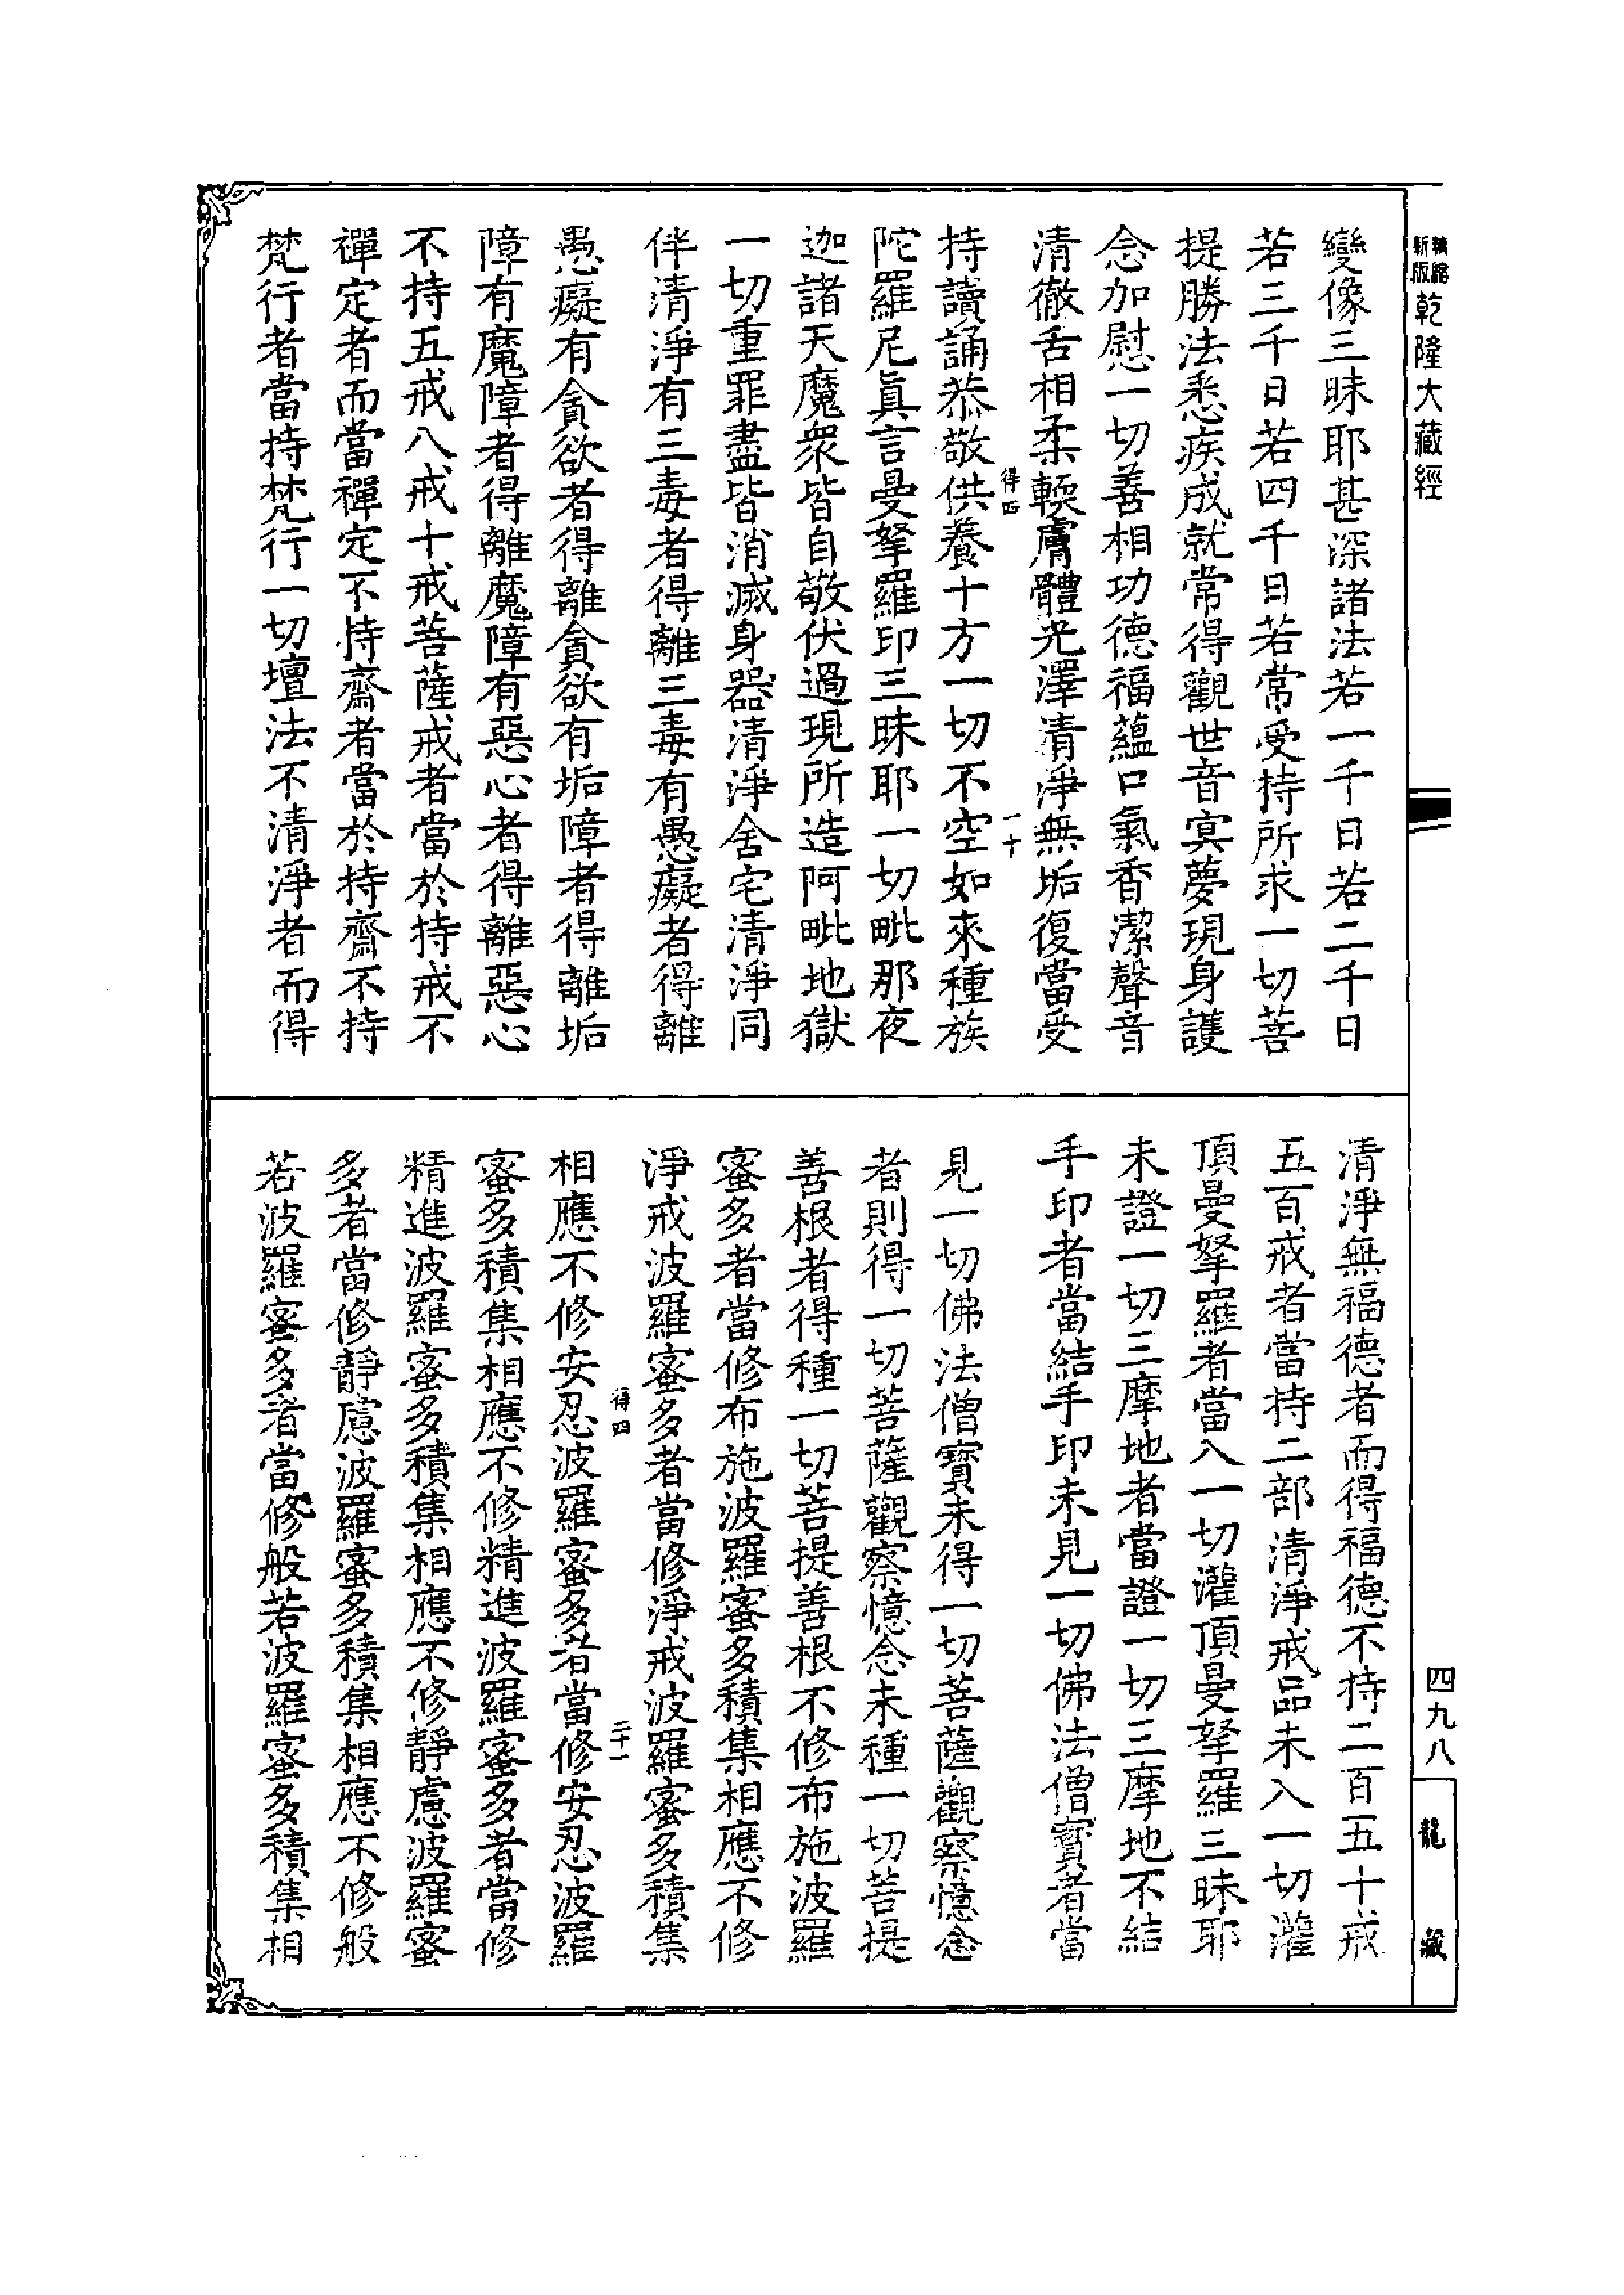 精縮新版乾隆大藏經
變像三昧耶甚深諸法若一千日若二千日
若三千日若四千日若常受持所求一切菩
提勝法悉疾成就常得觀世音冥夢現身護
念加慰一切善相功德福蘊口氣香潔聲音
清徹舌相柔輭膚體光澤清淨無垢復當受
得四
二十
持讀誦恭敬供養十方一切不空如來種族
陀羅尼真言曼拏羅印三昧耶一切毗那夜
迦諸天魔眾皆自敬伏過現所造阿毗地獄
一切重罪盡皆消滅身器清淨舍宅清淨同
伴清淨有三毒者得離三毒有愚癡者得離
愚癡有貪欲者得離貪欲有垢障者得離垢
障有魔障者得離魔障有惡心者得離惡心
不持五戒八戒十戒菩薩戒者當於持戒不
禪定者而當禪定不持齋者當於持齋不持
梵行者當持梵行一切壇法不清淨者而得
清淨無福德者而得福德不持二百五十戒
五百戒者當持二部清淨戒品未入一切灌
頂曼拏羅者當入一切灌頂曼拏羅三昧耶
未證一切三摩地者當證一切三摩地不結
手印者當結手印未見一切佛法僧寶者當
見一切佛法僧寶未得一切菩薩觀察憶念
者則得一切菩薩觀察憶念未種一切菩提
善根者得種一切菩提善根不修布施波羅
蜜多者當修布施波羅蜜多積集相應不修
淨戒波羅蜜多者當修淨戒波羅蜜多積集
得四
二十一
相應不修安忍波羅蜜多者當修安忍波羅
蜜多積集相應不修精進波羅蜜多者當修
精進波羅蜜多積集相應不修靜慮波羅蜜
多者當修靜慮波羅蜜多積集相應不修般
若波羅蜜多者當修般若波羅蜜多積集相
四九八
龍藏